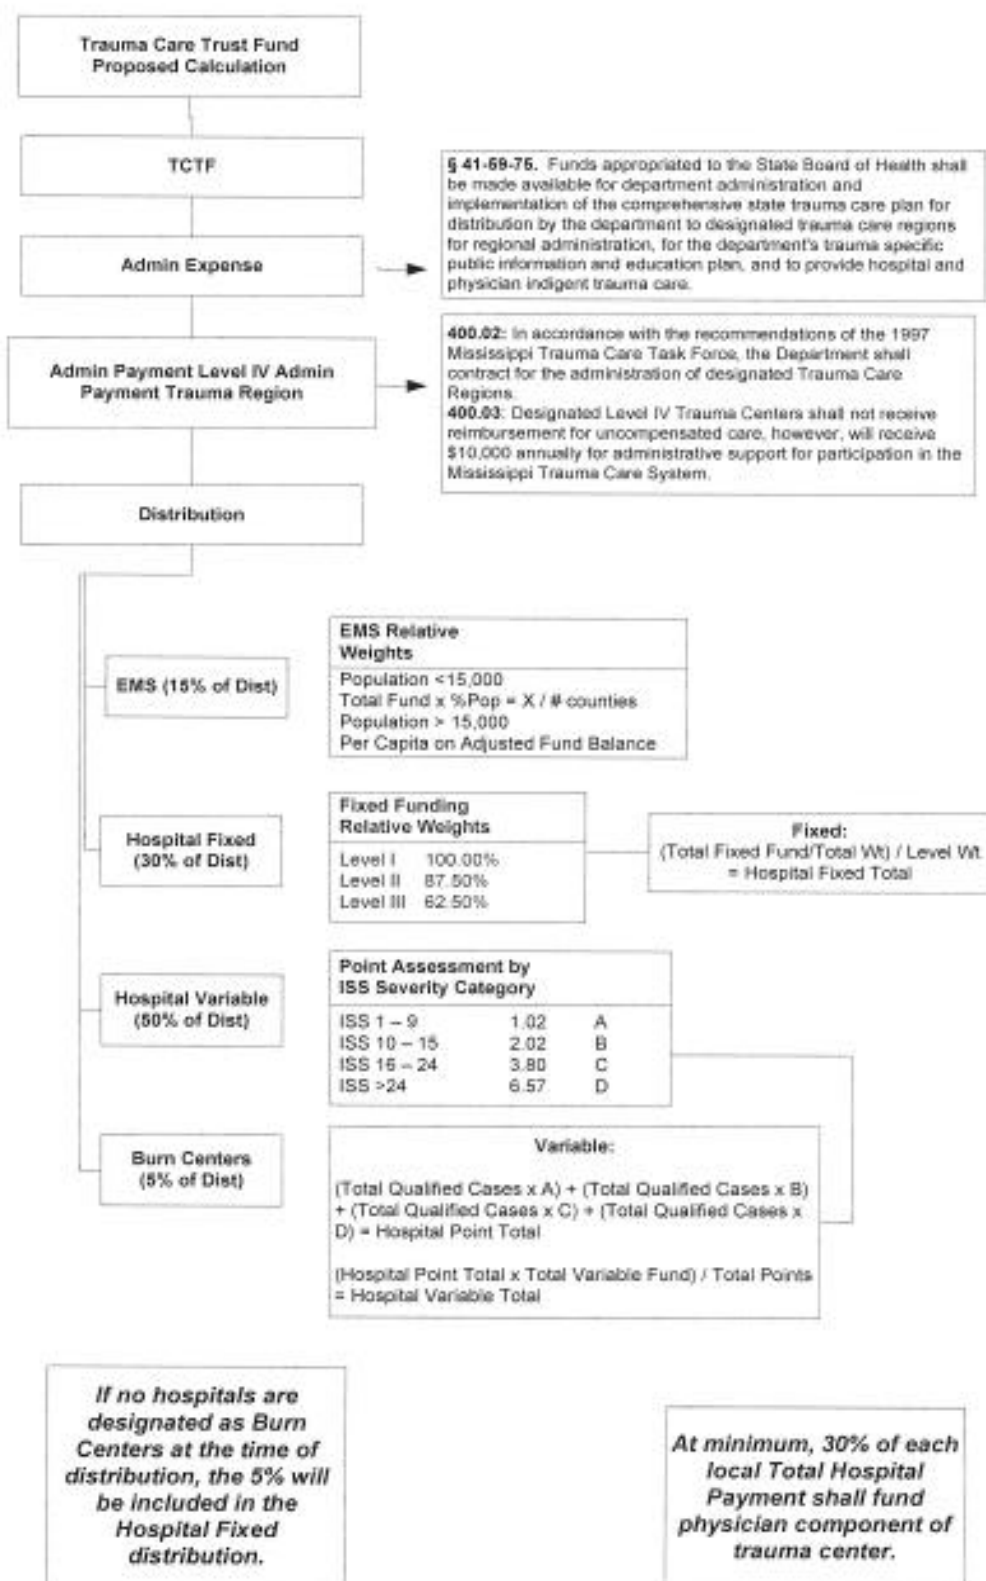 Trauma Care Trust Fund
Proposed Calculation
TCTF
§ 41-59-75. Funds appropriated to the State Board of Health shall
be made available for department administration and
implementation of the comprehensive state trauma care plan for
distribution by the department to designated trauma care regions
for regional administration, for the department's trauma specific
public information and education plan, and to provide hospital and
physician indigent trauma care.
Admin Expense
400.02: In accordance with the recommendations of the 1997
Mississippi Trauma Care Task Force, the Department shall
contract for the administration of designated Trauma Care
Regions.
400.03: Designated Level IV Trauma Centers shall not receive
reimbursement for uncompensated care, however, will receive
$10,000 annually for administrative support for participation in the
Mississippi Trauma Care System.
Admin Payment Level IV Admin
Payment Trauma Region
Distribution
EMS (15% of Dist)
EMS Relative
Weights
Population <15,000
Total Fund x %Pop = X / # counties
Population > 15,000
Per Capita on Adjusted Fund Balance
Hospital Fixed
(30% of Dist)
Fixed Funding
Relative Weights
Level I 100.00%
Level II 87.50%
Level III 62.50%
Fixed:
(Total Fixed Fund/Total Wt) / Level Wt
= Hospital Fixed Total
Hospital Variable
(50% of Dist)
Point Assessment by
ISS Severity Category
ISS 1 – 9 1.02 A
ISS 10 – 15 2.02 B
ISS 16 – 24 3.80 C
ISS >24 6.57 D
Burn Centers
(5% of Dist)
Variable:
(Total Qualified Cases x A) + (Total Qualified Cases x B)
+ (Total Qualified Cases x C) + (Total Qualified Cases x
D) = Hospital Point Total
(Hospital Point Total x Total Variable Fund) / Total Points
= Hospital Variable Total
If no hospitals are
designated as Burn
Centers at the time of
distribution, the 5% will
be included in the
Hospital Fixed
distribution.
At minimum, 30% of each
local Total Hospital
Payment shall fund
physician component of
trauma center.